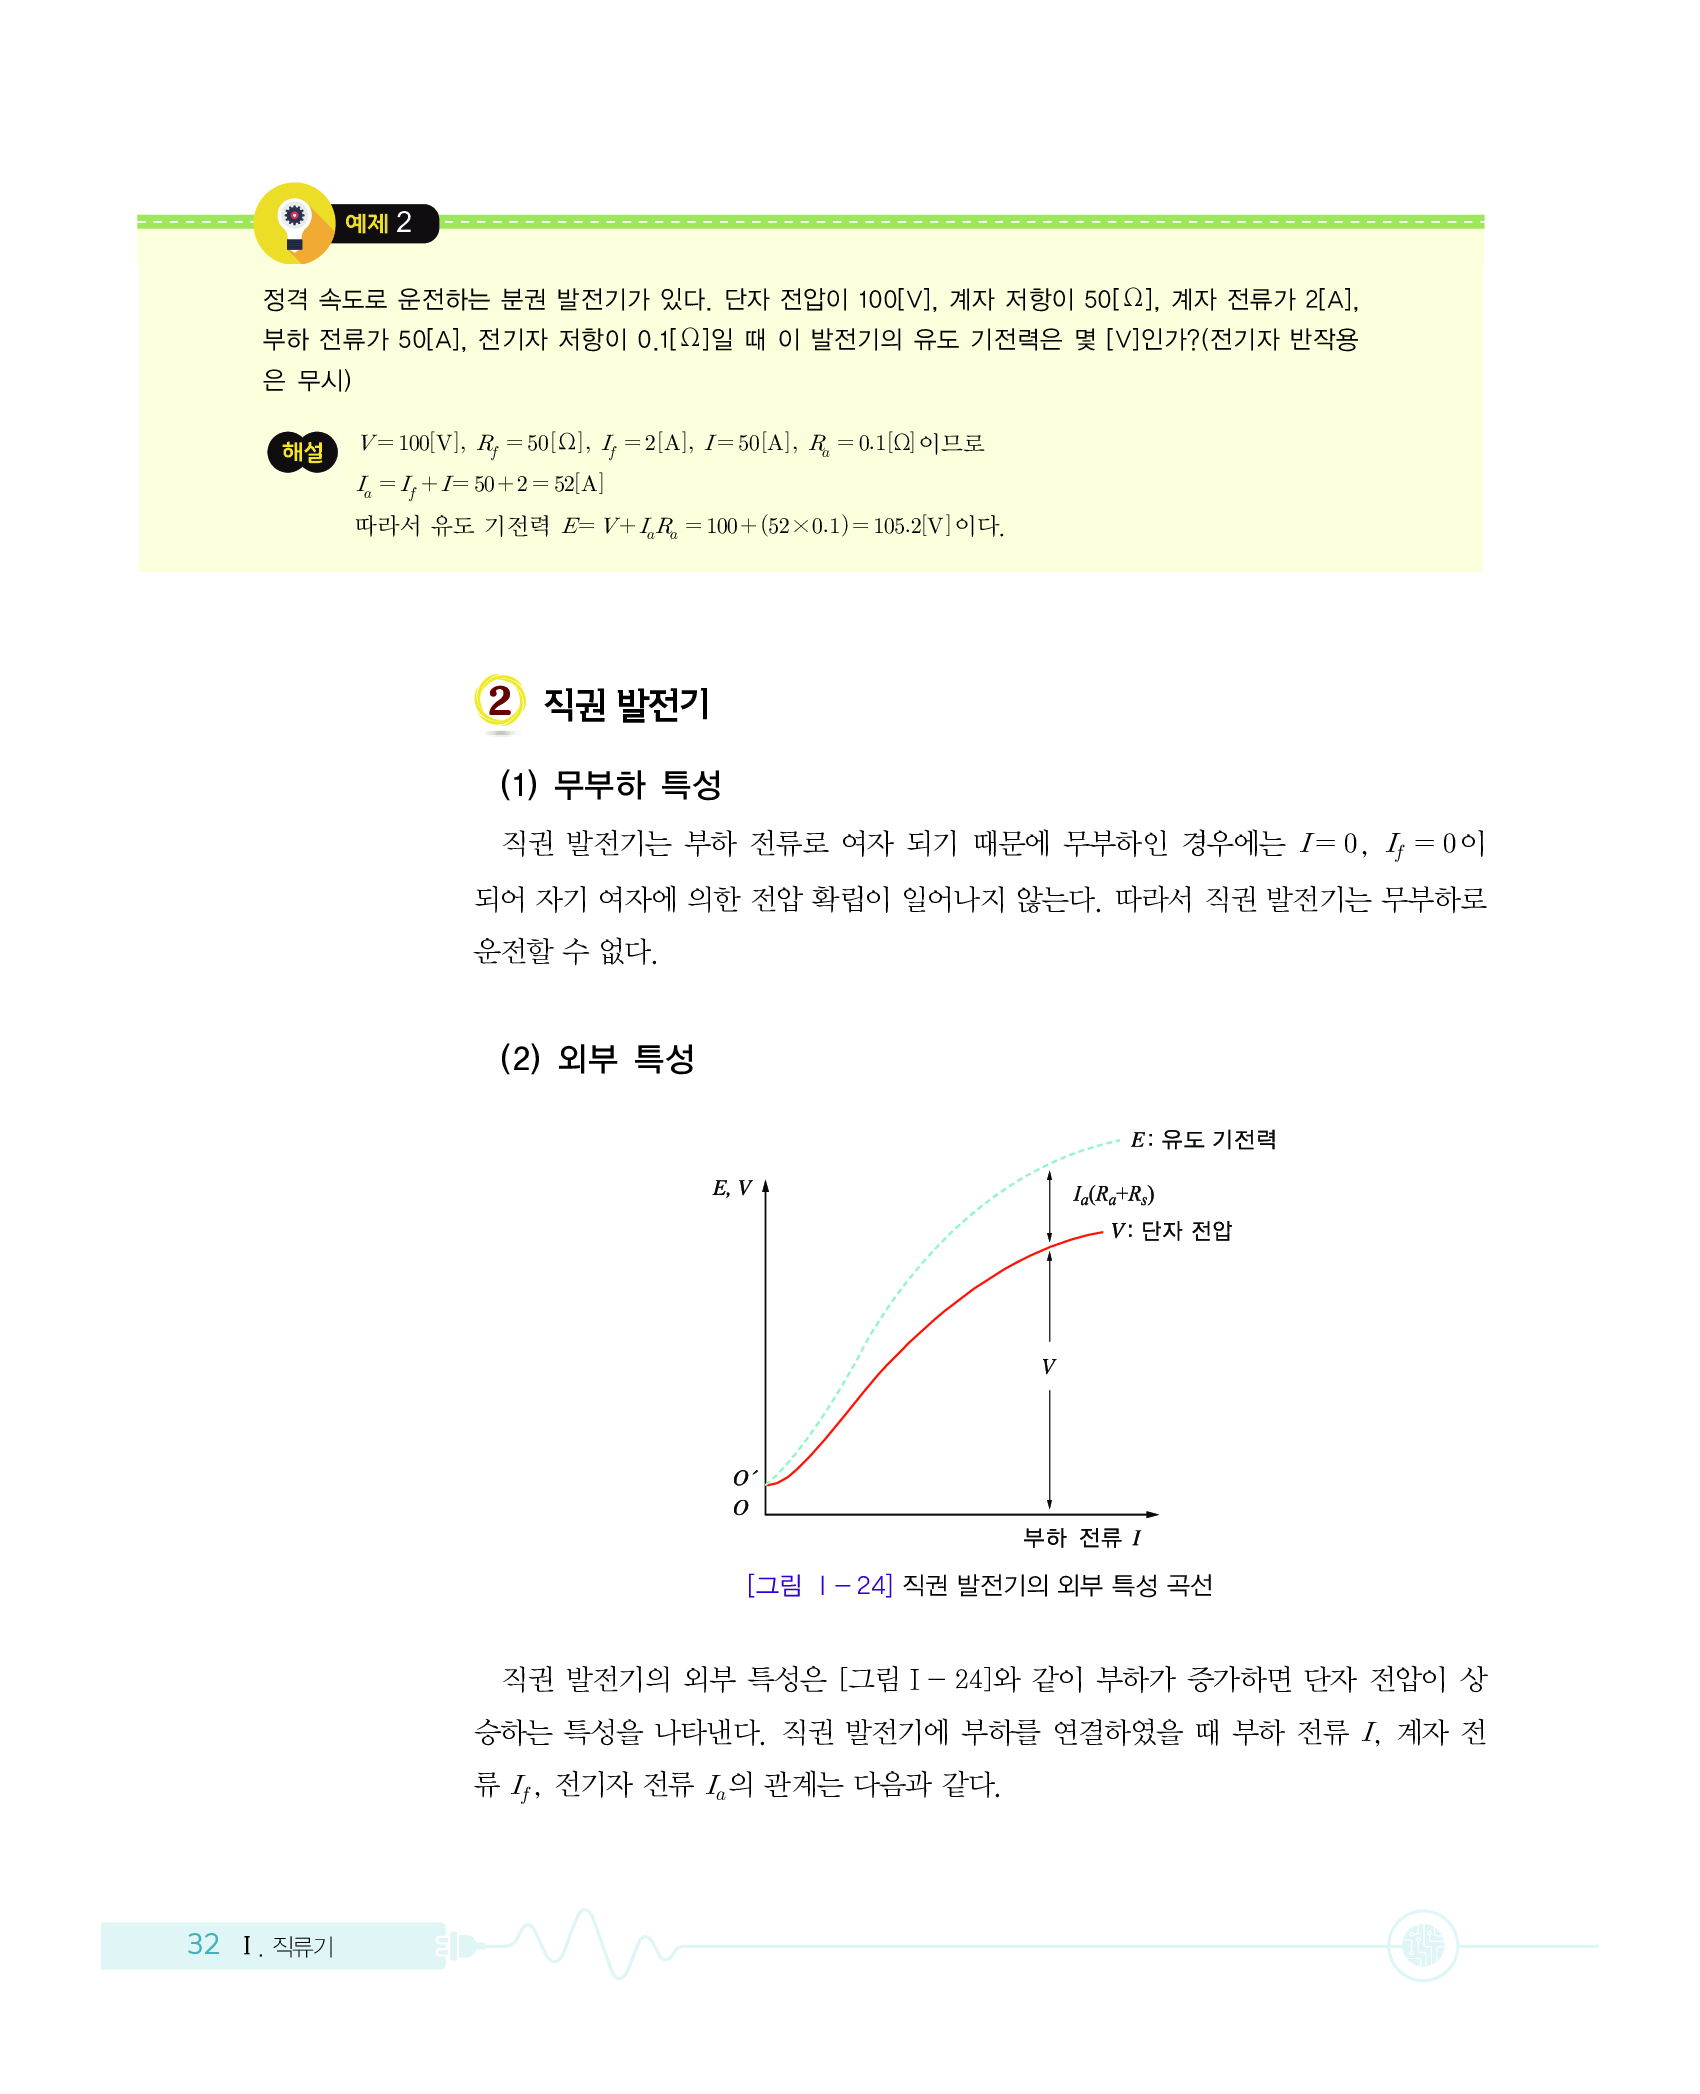 예제 2
정격 속도로 운전하는 분권 발전기가 있다. 단자 전압이 100[V], 계자 저항이 50[Ω], 계자 전류가 2[A],
부하 전류가 50[A], 전기자 저항이 0.1[Ω]일 때 이 발전기의 유도 기전력은 몇 [V]인가?(전기자 반작용
은 무시)
해설
V=100[V], R_f=50[Ω], I_f=2[A], I=50[A], R_a=0.1[Ω]이므로
I_a=I_f+I=50+2=52[A]
따라서 유도 기전력 E=V+I_aR_a=100+(52×0.1)=105.2[V]이다.
2 직권 발전기
(1) 무부하 특성
직권 발전기는 부하 전류로 여자 되기 때문에 무부하인 경우에는 I=0, I_f=0이
되어 자기 여자에 의한 전압 확립이 일어나지 않는다. 따라서 직권 발전기는 무부하로
운전할 수 없다.
(2) 외부 특성
E: 유도 기전력
E, V
I_a(R_a+R_s)
V: 단자 전압
V
O′
O
부하 전류 I
[그림 Ⅰ-24] 직권 발전기의 외부 특성 곡선
직권 발전기의 외부 특성은 [그림 Ⅰ-24]와 같이 부하가 증가하면 단자 전압이 상
승하는 특성을 나타낸다. 직권 발전기에 부하를 연결하였을 때 부하 전류 I, 계자 전
류 I_f, 전기자 전류 I_a의 관계는 다음과 같다.
32 Ⅰ. 직류기